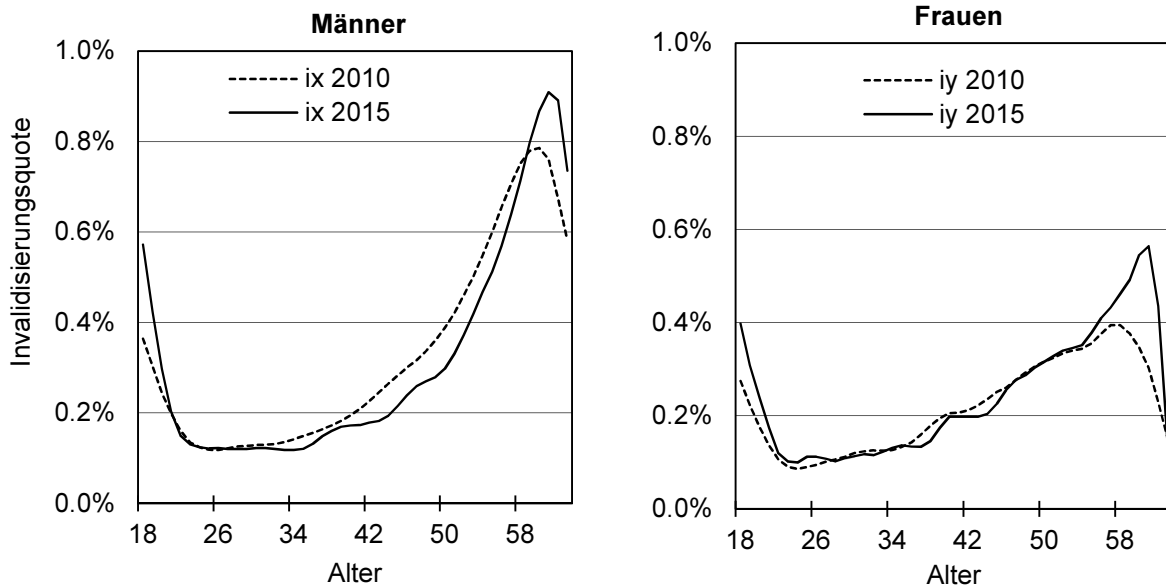 Männer
1.0%
ix 2010
ix 2015
0.8%
0.6%
0.4%
0.2%
0.0%
18 26 34 42 50 58
Alter
Invalidisierungsquote
Frauen
1.0%
iy 2010
iy 2015
0.8%
0.6%
0.4%
0.2%
0.0%
18 26 34 42 50 58
Alter